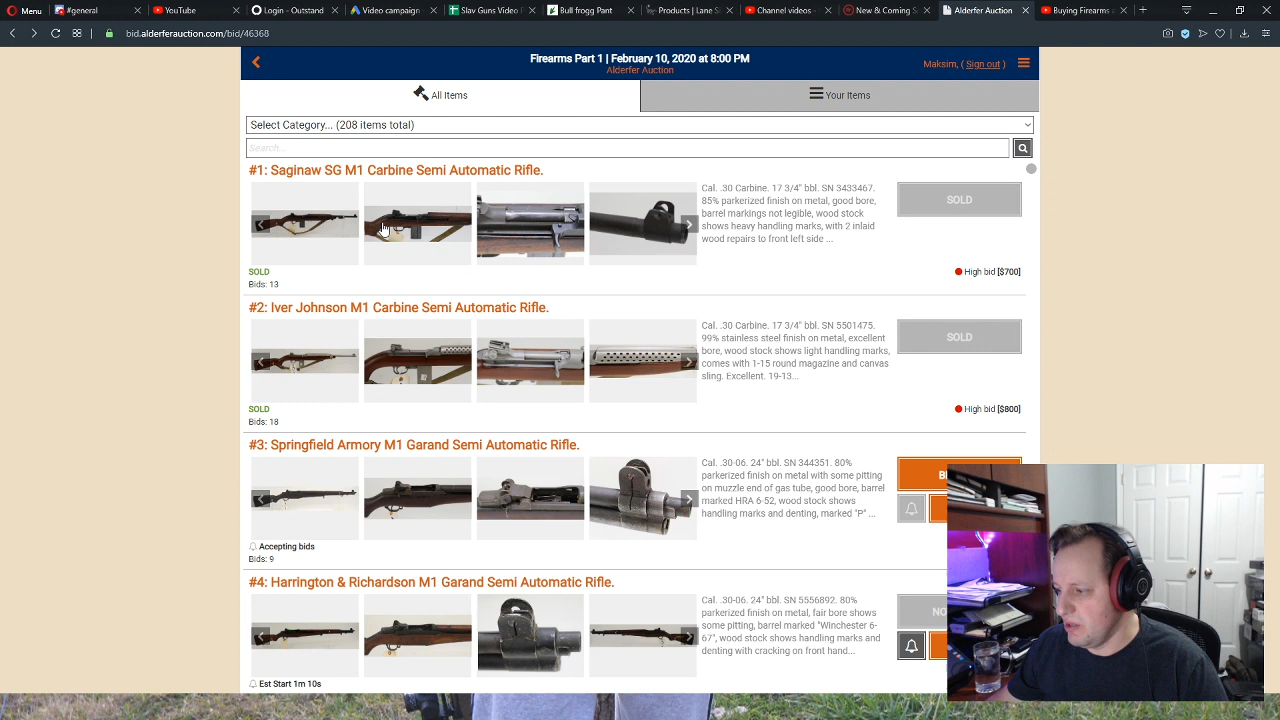 Menu
#general
YouTube
Login - Outstand
Video campaign
Slav Guns Video I
Bull frogg Pant
Products | Lane S
Channel videos -
New & Coming S
Alderfer Auction
Buying Firearms a
bid.alderferauction.com/bid/46368
Firearms Part 1 | February 10, 2020 at 8:00 PM
Alderfer Auction
Maksim, ( Sign out )
All Items
Your Items
Select Category... (208 items total)
Search...
#1: Saginaw SG M1 Carbine Semi Automatic Rifle.
Cal. .30 Carbine. 17 3/4" bbl. SN 3433467.
85% parkerized finish on metal, good bore,
barrel markings not legible, wood stock
shows heavy handling marks, with 2 inlaid
wood repairs to front left side ...
SOLD
SOLD
Bids: 13
High bid [$700]
#2: Iver Johnson M1 Carbine Semi Automatic Rifle.
Cal. .30 Carbine. 17 3/4" bbl. SN 5501475.
99% stainless steel finish on metal, excellent
bore, wood stock shows light handling marks,
comes with 1-15 round magazine and canvas
sling. Excellent. 19-13...
SOLD
SOLD
Bids: 18
High bid [$800]
#3: Springfield Armory M1 Garand Semi Automatic Rifle.
Cal. .30-06. 24" bbl. SN 344351. 80%
parkerized finish on metal with some pitting
on muzzle end of gas tube, good bore, barrel
marked HRA 6-52, wood stock shows
handling marks and denting, marked "P" ...
B
Accepting bids
Bids: 9
#4: Harrington & Richardson M1 Garand Semi Automatic Rifle.
Cal. .30-06. 24" bbl. SN 5556892. 80%
parkerized finish on metal, fair bore shows
some pitting, barrel marked "Winchester 6-
67", wood stock shows handling marks and
denting with cracking on front hand...
NO
Est Start 1m 10s